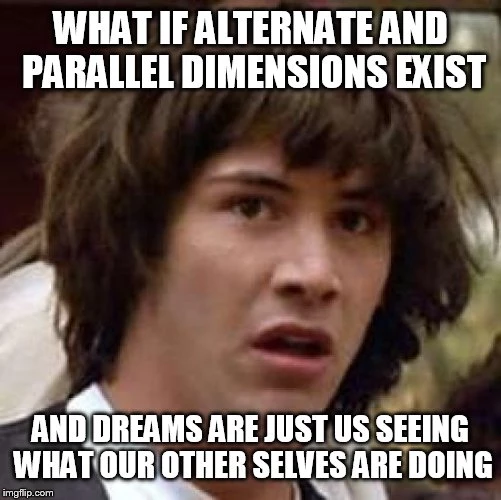 WHAT IF ALTERNATE AND
PARALLEL DIMENSIONS EXIST
AND DREAMS ARE JUST US SEEING
WHAT OUR OTHER SELVES ARE DOING
imgflip.com